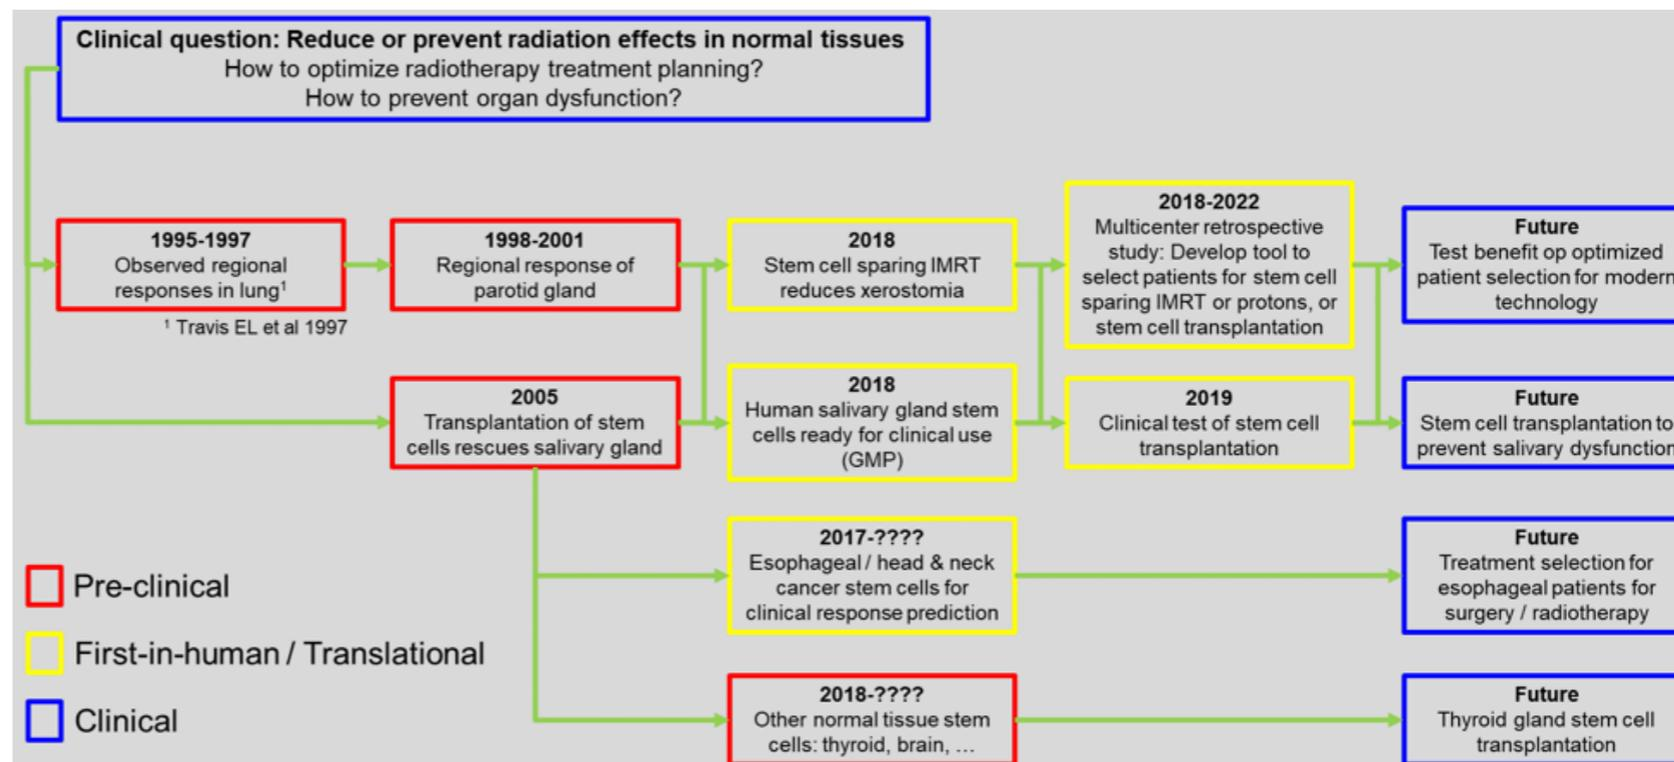 Clinical question: Reduce or prevent radiation effects in normal tissues
How to optimize radiotherapy treatment planning?
How to prevent organ dysfunction?
1995-1997
Observed regional
responses in lung¹
¹ Travis EL et al 1997
1998-2001
Regional response of
parotid gland
2018
Stem cell sparing IMRT
reduces xerostomia
2018-2022
Multicenter retrospective
study: Develop tool to
select patients for stem cell
sparing IMRT or protons, or
stem cell transplantation
Future
Test benefit op optimized
patient selection for modern
technology
2005
Transplantation of stem
cells rescues salivary gland
2018
Human salivary gland stem
cells ready for clinical use
(GMP)
2019
Clinical test of stem cell
transplantation
Future
Stem cell transplantation to
prevent salivary dysfunction
2017-????
Esophageal / head & neck
cancer stem cells for
clinical response prediction
Future
Treatment selection for
esophageal patients for
surgery / radiotherapy
2018-????
Other normal tissue stem
cells: thyroid, brain, …
Future
Thyroid gland stem cell
transplantation
Pre-clinical
First-in-human / Translational
Clinical